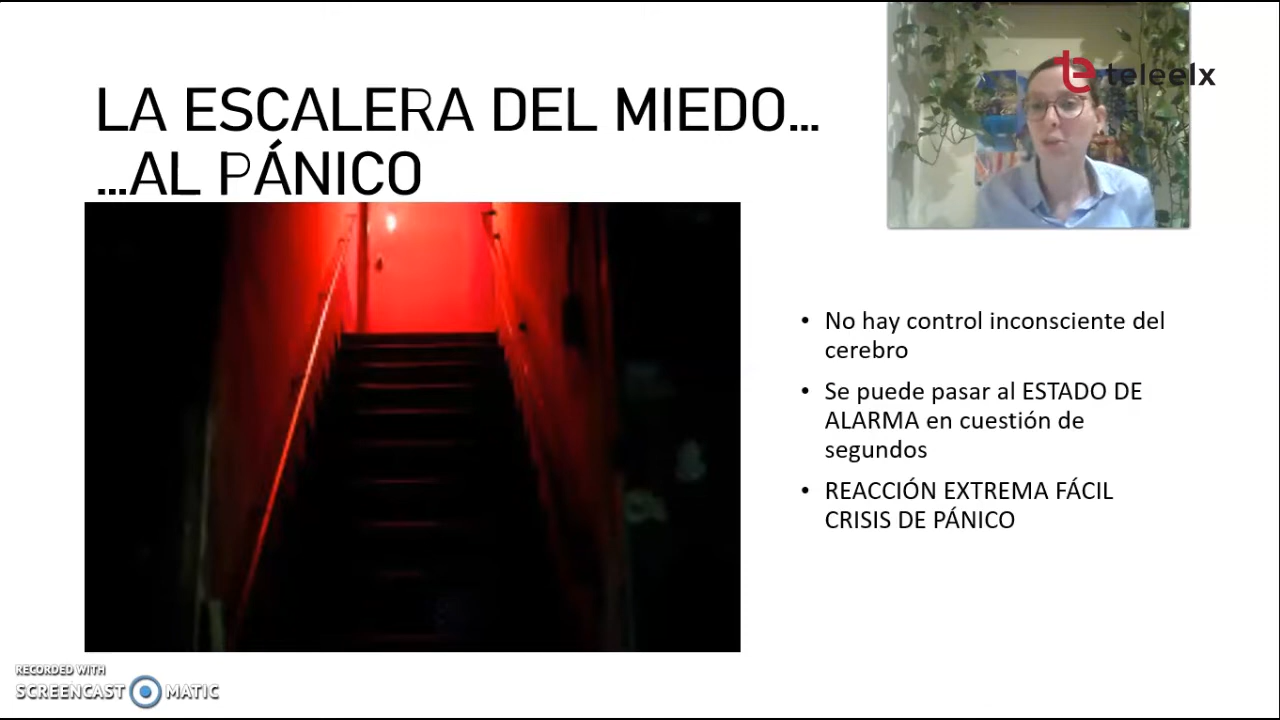 LA ESCALERA DEL MIEDO...
...AL PÁNICO
teleelx
• No hay control inconsciente del
cerebro
• Se puede pasar al ESTADO DE
ALARMA en cuestión de
segundos
• REACCIÓN EXTREMA FÁCIL
CRISIS DE PÁNICO
RECORDED WITH
SCREENCAST MATIC